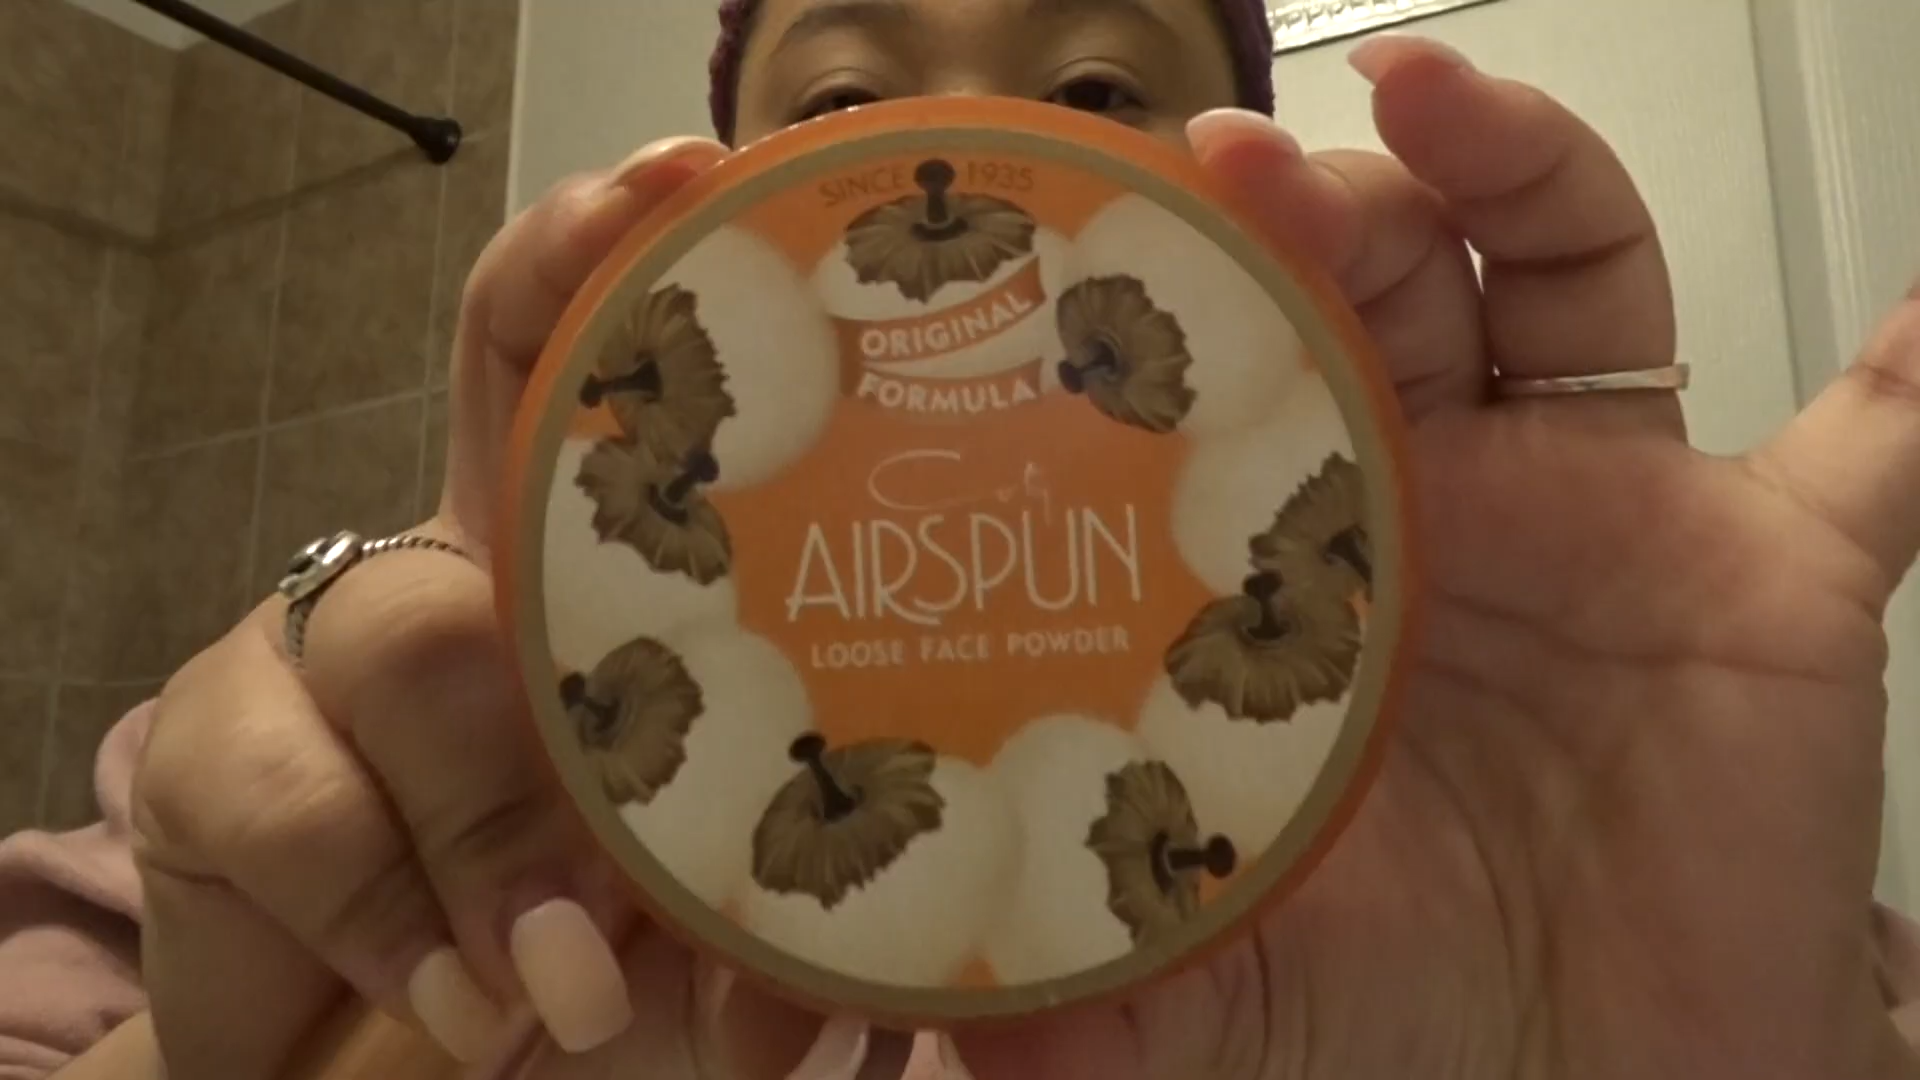 SINCE 1935
ORIGINAL
FORMULA
Coty
AIRSPUN
LOOSE FACE POWDER